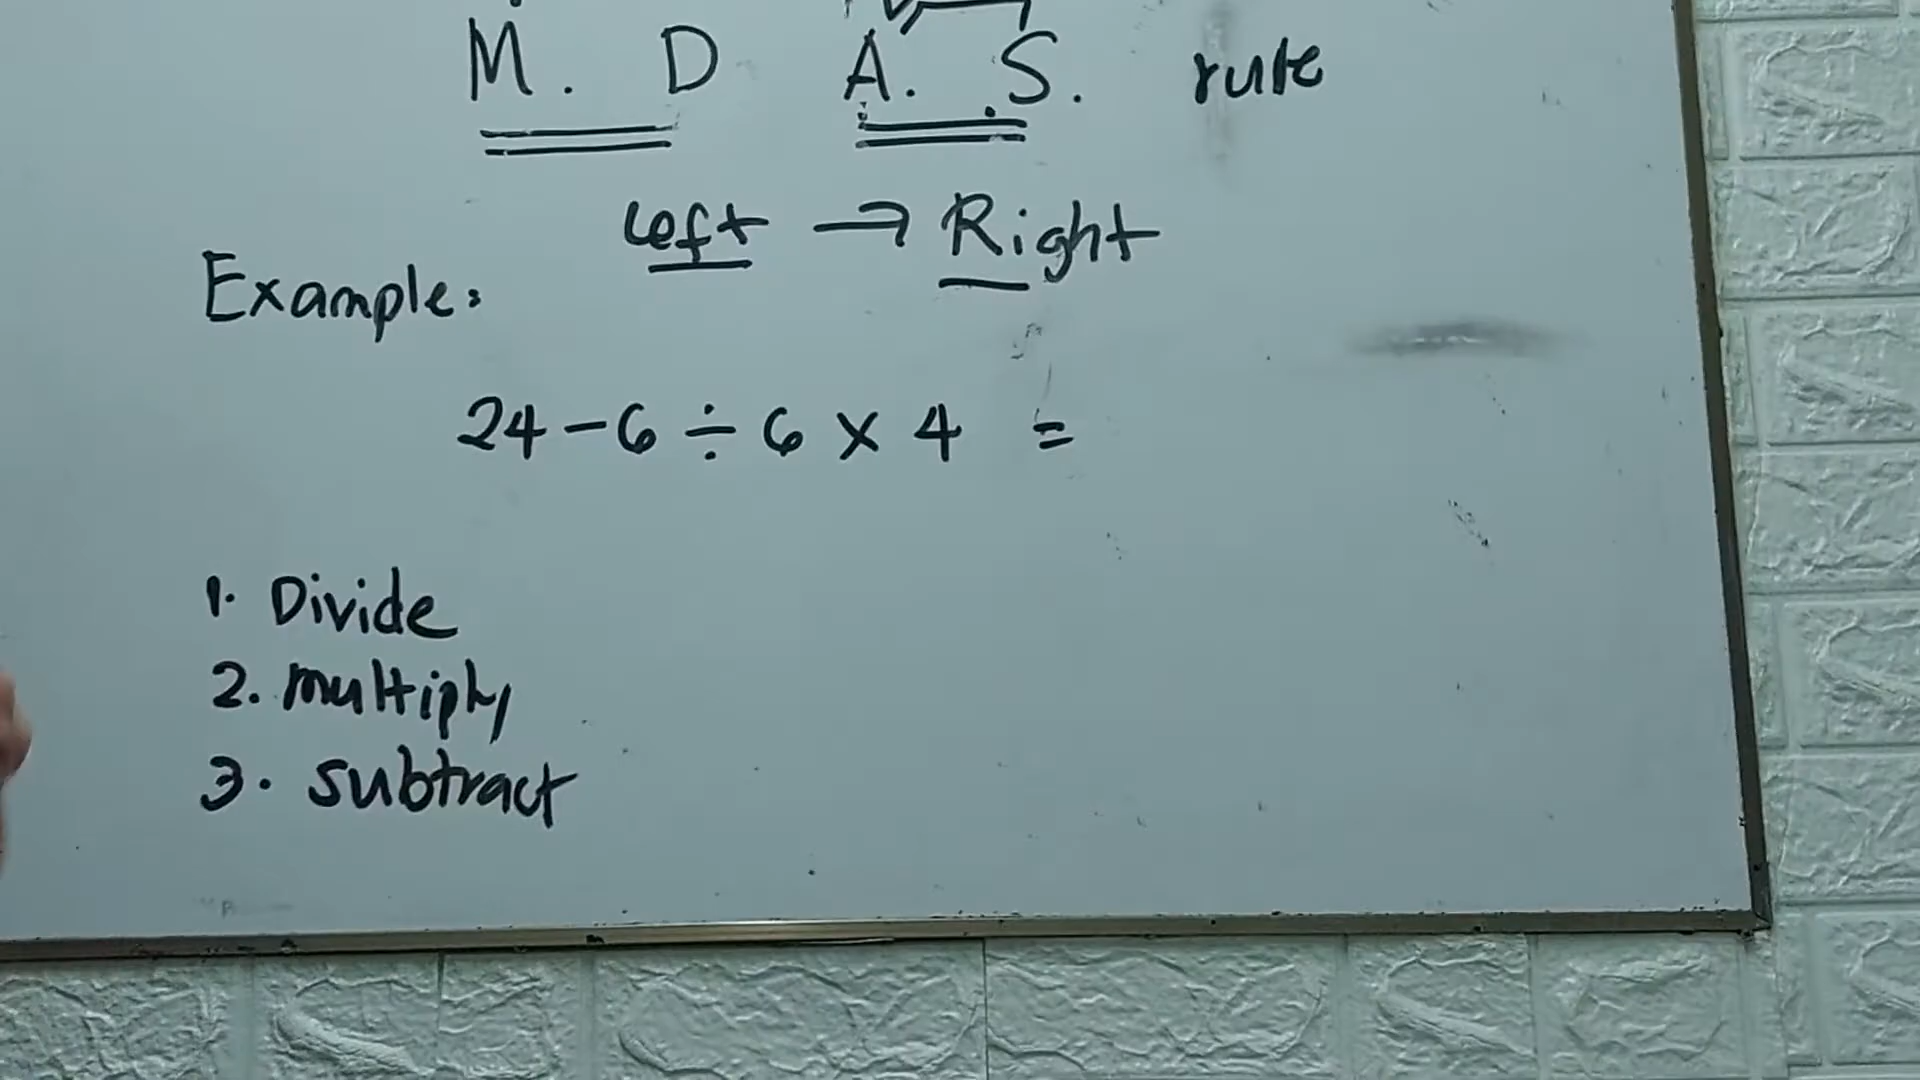 M. D A. S. rule
Left → Right
Example:
24 - 6 ÷ 6 × 4 =
1. Divide
2. multiply
3. subtract